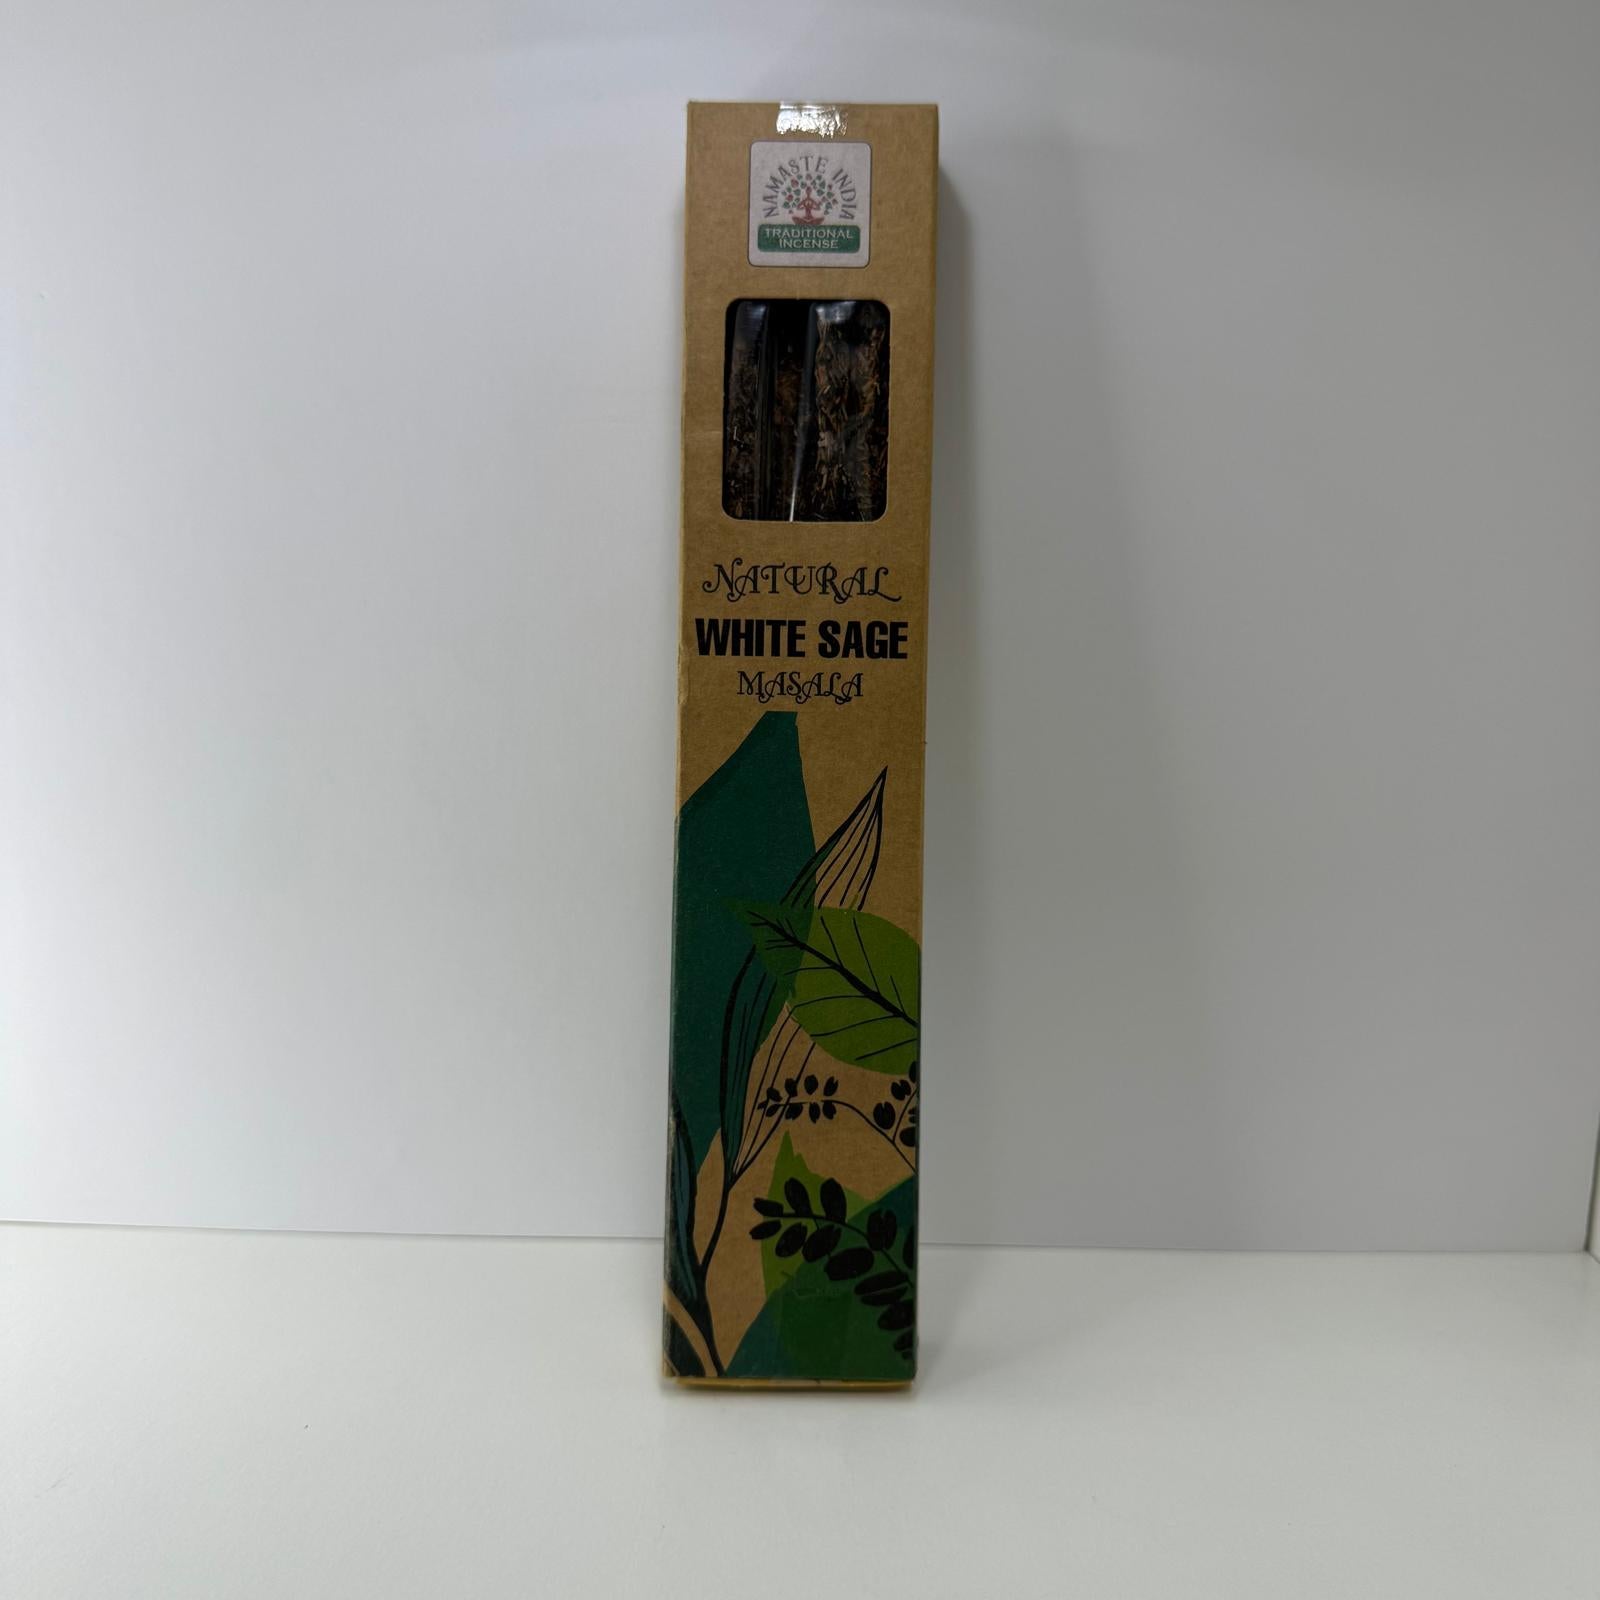 NAMASTE INDIA
TRADITIONAL
INCENSE
NATURAL
WHITE SAGE
MASALA